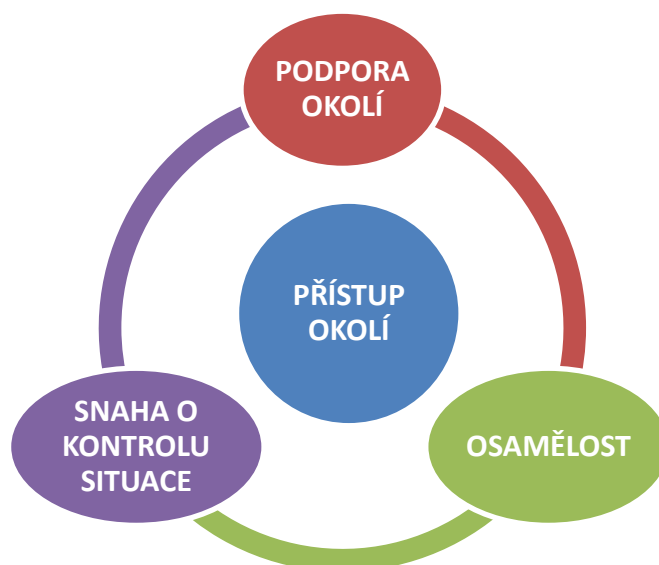 PODPORA
OKOLÍ
PŘÍSTUP
OKOLÍ
SNAHA O
KONTROLU
SITUACE
OSAMĚLOST